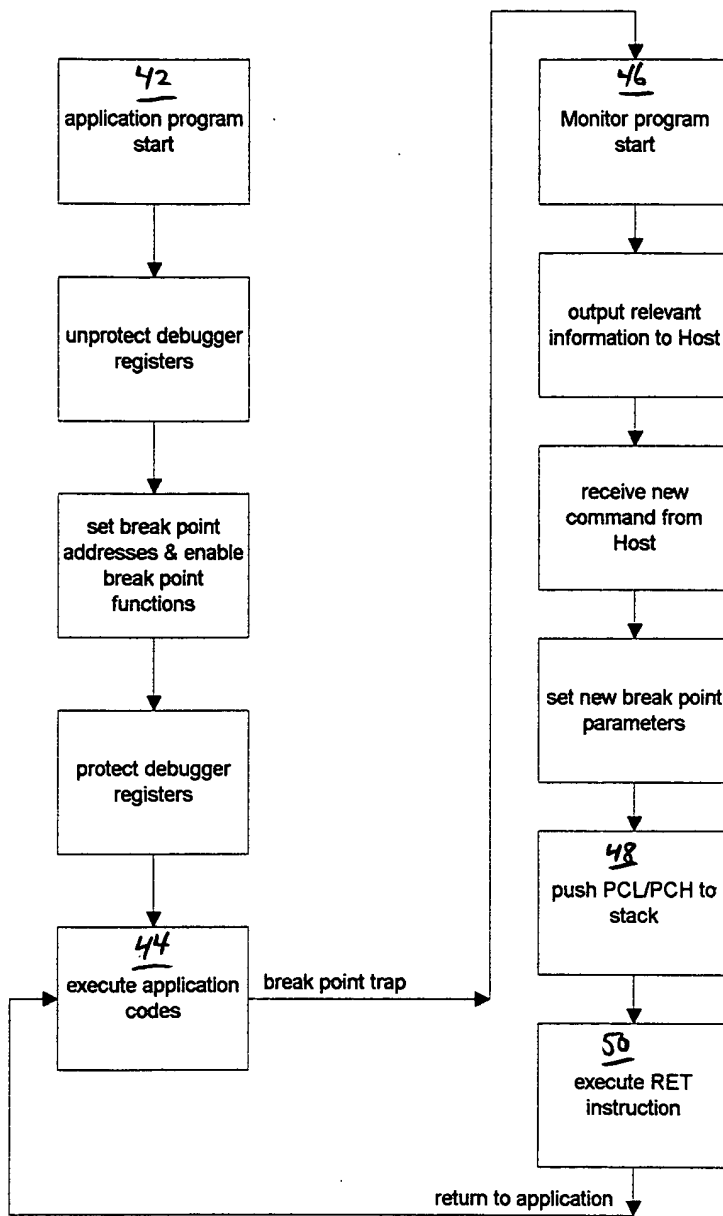 42
application program
start
unprotect debugger
registers
set break point
addresses & enable
break point
functions
protect debugger
registers
44
execute application
codes
break point trap
46
Monitor program
start
output relevant
information to Host
receive new
command from
Host
set new break point
parameters
48
push PCL/PCH to
stack
50
execute RET
instruction
return to application